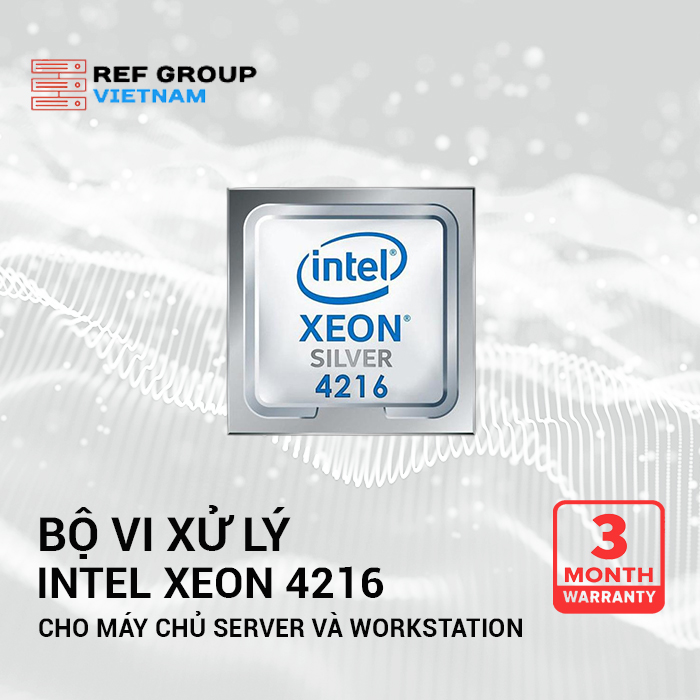 REF GROUP
VIETNAM
intel®
XEON®
SILVER
4216
BỘ VI XỬ LÝ
INTEL XEON 4216
CHO MÁY CHỦ SERVER VÀ WORKSTATION
3
MONTH
WARRANTY